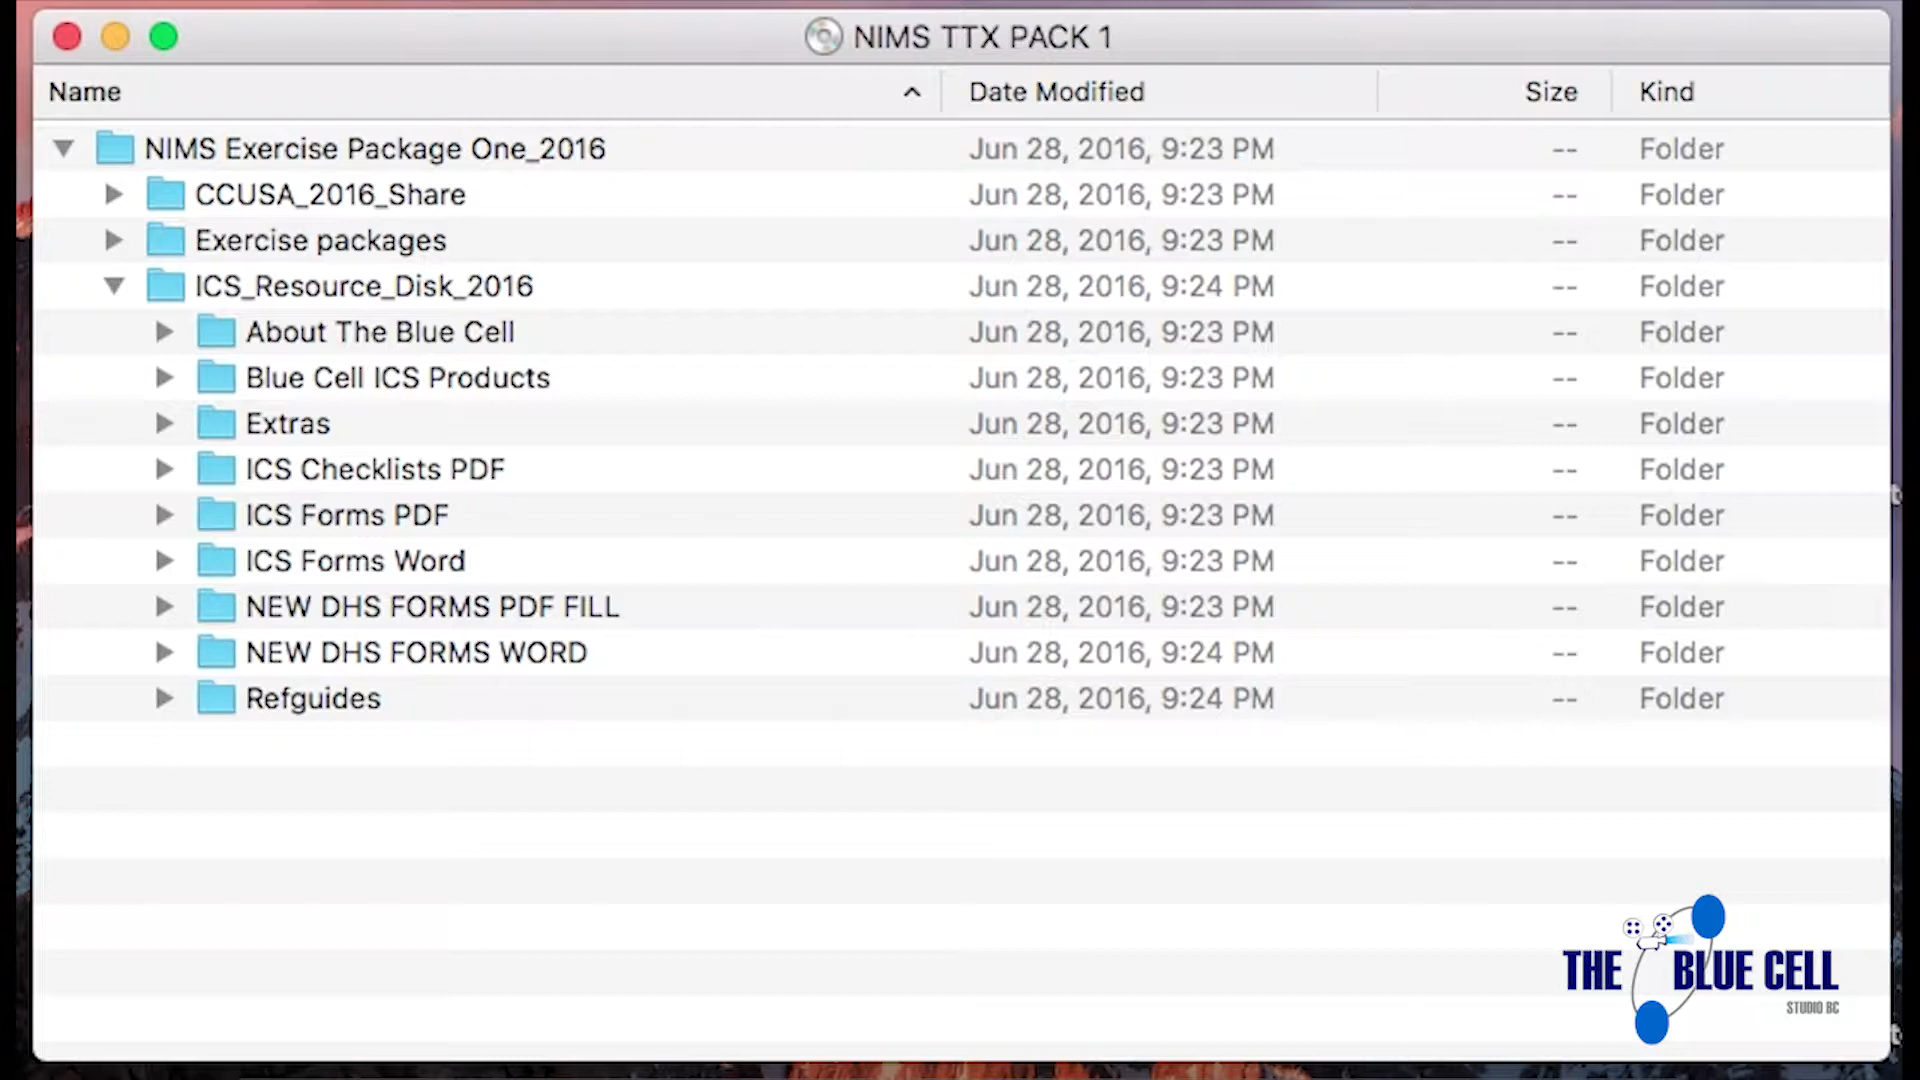 NIMS TTX PACK 1
Name Date Modified Size Kind
NIMS Exercise Package One_2016 Jun 28, 2016, 9:23 PM -- Folder
CCUSA_2016_Share Jun 28, 2016, 9:23 PM -- Folder
Exercise packages Jun 28, 2016, 9:23 PM -- Folder
ICS_Resource_Disk_2016 Jun 28, 2016, 9:24 PM -- Folder
About The Blue Cell Jun 28, 2016, 9:23 PM -- Folder
Blue Cell ICS Products Jun 28, 2016, 9:23 PM -- Folder
Extras Jun 28, 2016, 9:23 PM -- Folder
ICS Checklists PDF Jun 28, 2016, 9:23 PM -- Folder
ICS Forms PDF Jun 28, 2016, 9:23 PM -- Folder
ICS Forms Word Jun 28, 2016, 9:23 PM -- Folder
NEW DHS FORMS PDF FILL Jun 28, 2016, 9:23 PM -- Folder
NEW DHS FORMS WORD Jun 28, 2016, 9:24 PM -- Folder
Refguides Jun 28, 2016, 9:24 PM -- Folder
THE BLUE CELL
STUDIO BC